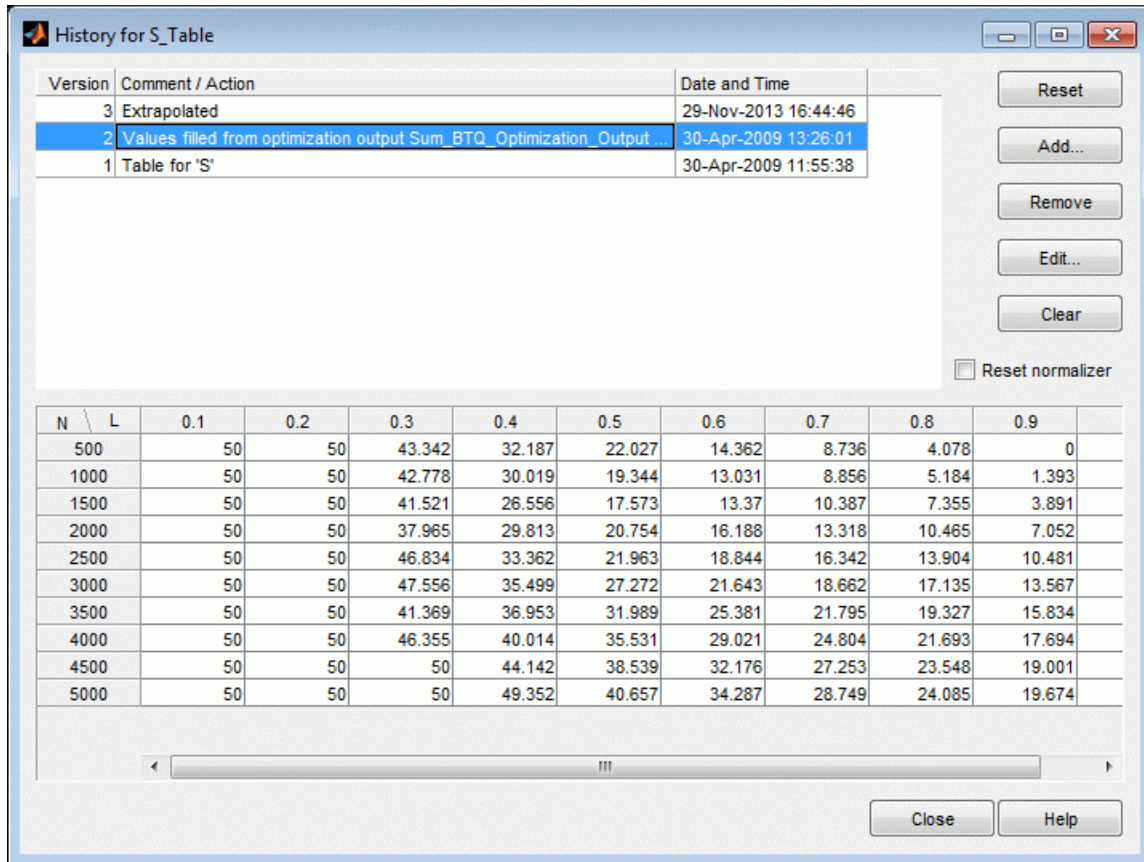 History for S_Table
Version Comment / Action Date and Time
3 Extrapolated 29-Nov-2013 16:44:46
2 Values filled from optimization output Sum_BTQ_Optimization_Output ... 30-Apr-2009 13:26:01
1 Table for 'S' 30-Apr-2009 11:55:38
Reset
Add...
Remove
Edit...
Clear
Reset normalizer
N \ L 0.1 0.2 0.3 0.4 0.5 0.6 0.7 0.8 0.9
500 50 50 43.342 32.187 22.027 14.362 8.736 4.078 0
1000 50 50 42.778 30.019 19.344 13.031 8.856 5.184 1.393
1500 50 50 41.521 26.556 17.573 13.37 10.387 7.355 3.891
2000 50 50 37.965 29.813 20.754 16.188 13.318 10.465 7.052
2500 50 50 46.834 33.362 21.963 18.844 16.342 13.904 10.481
3000 50 50 47.556 35.499 27.272 21.643 18.662 17.135 13.567
3500 50 50 41.369 36.953 31.989 25.381 21.795 19.327 15.834
4000 50 50 46.355 40.014 35.531 29.021 24.804 21.693 17.694
4500 50 50 50 44.142 38.539 32.176 27.253 23.548 19.001
5000 50 50 50 49.352 40.657 34.287 28.749 24.085 19.674
Close Help